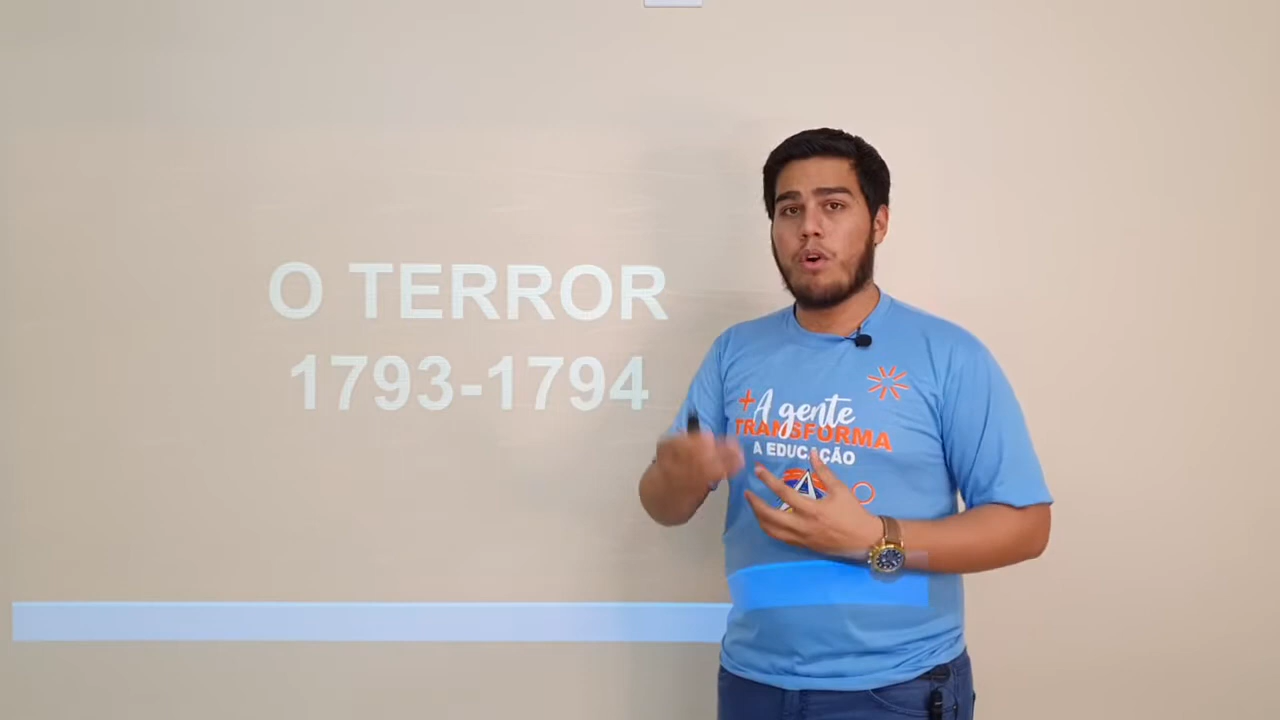 O TERROR
1793-1794
A gente
TRANSFORMA
A EDUCAÇÃO